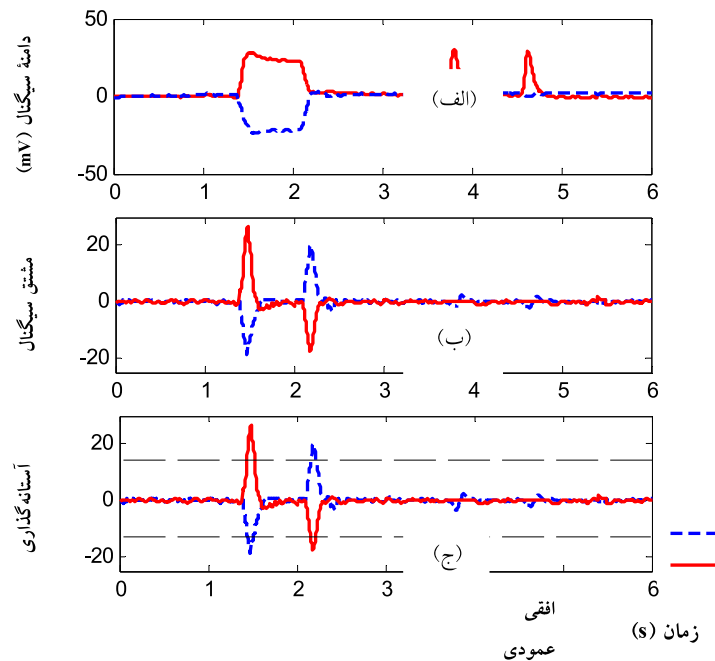 دامنهٔ سیگنال (mV)
50
0
-50
(الف)
0 1 2 3 4 5 6
مشتق سیگنال
20
0
-20
(ب)
0 1 2 3 4 5 6
آستانه‌گذاری
20
0
-20
(ج)
0 1 2 3 6
افقی
زمان (s)
عمودی